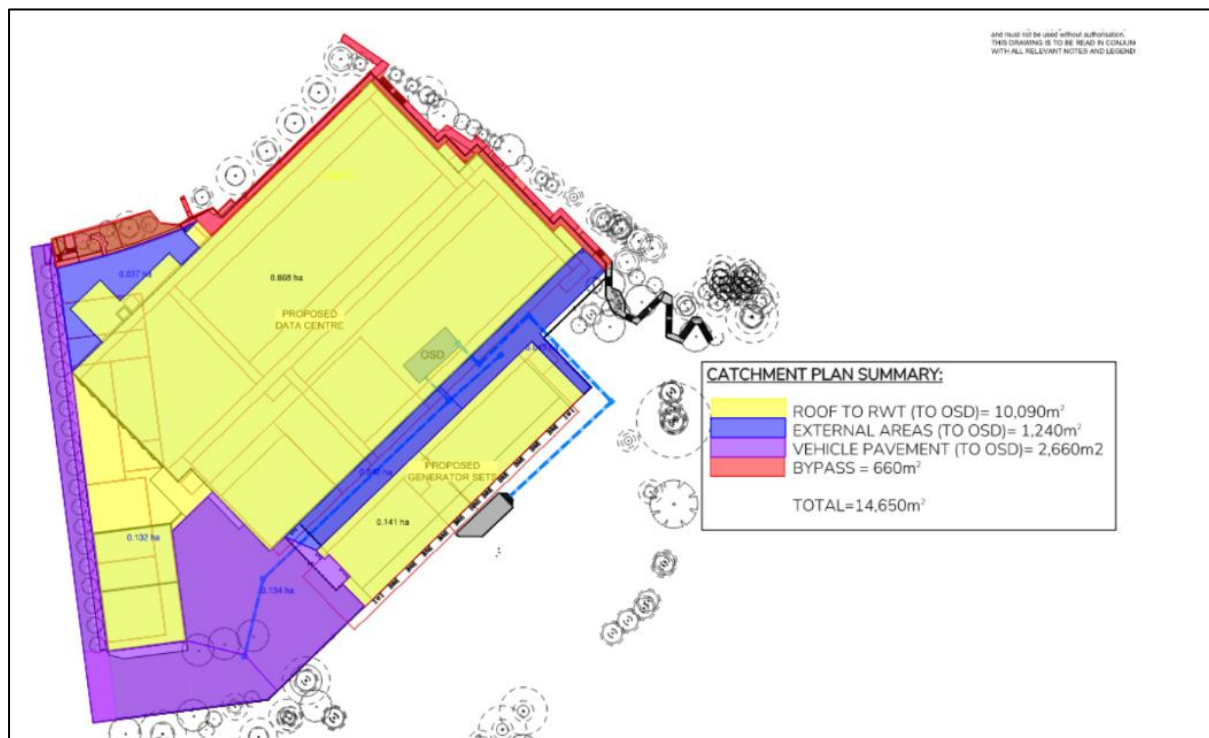 and must not be used without authorisation.
THIS DRAWING IS TO BE READ IN CONJUN
WITH ALL RELEVANT NOTES AND LEGEND
0.037 ha
0.868 ha
PROPOSED
DATA CENTRE
OSD
PROPOSED
GENERATOR SETS
0.141 ha
0.132 ha
0.134 ha
CATCHMENT PLAN SUMMARY:
ROOF TO RWT (TO OSD)= 10,090m²
EXTERNAL AREAS (TO OSD)= 1,240m²
VEHICLE PAVEMENT (TO OSD)= 2,660m2
BYPASS = 660m²
TOTAL=14,650m²